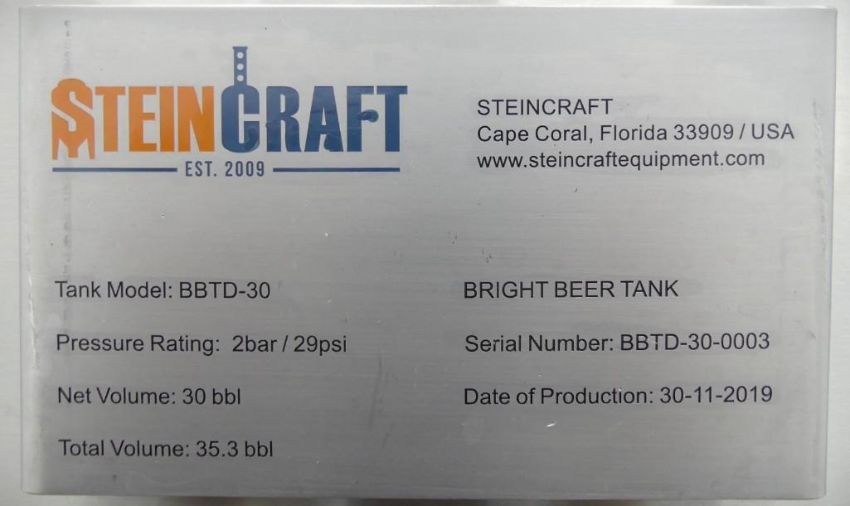 STEINCRAFT
EST. 2009
STEINCRAFT
Cape Coral, Florida 33909 / USA
www.steincraftequipment.com
Tank Model: BBTD-30
BRIGHT BEER TANK
Pressure Rating: 2bar / 29psi
Serial Number: BBTD-30-0003
Net Volume: 30 bbl
Date of Production: 30-11-2019
Total Volume: 35.3 bbl